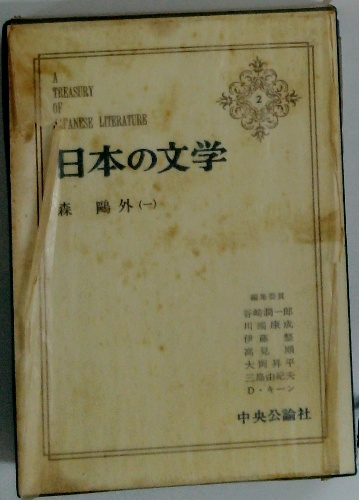 A
TREASURY
OF
JAPANESE LITERATURE
2
日本の文学
森 鷗外(一)
編集委員
谷崎潤一郎
川端康成
伊藤 整
高見 順
大岡昇平
三島由紀夫
D・キーン
中央公論社